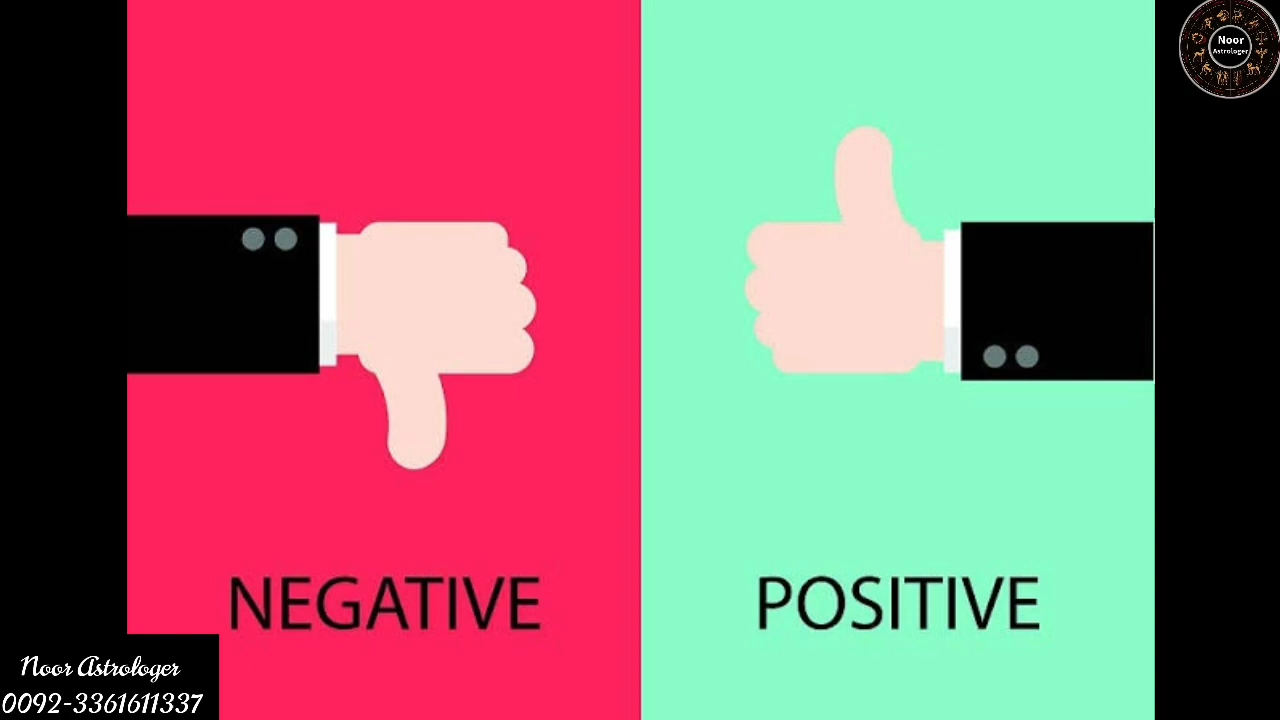 Noor
Astrologer
NEGATIVE
POSITIVE
Noor Astrologer
0092-3361611337